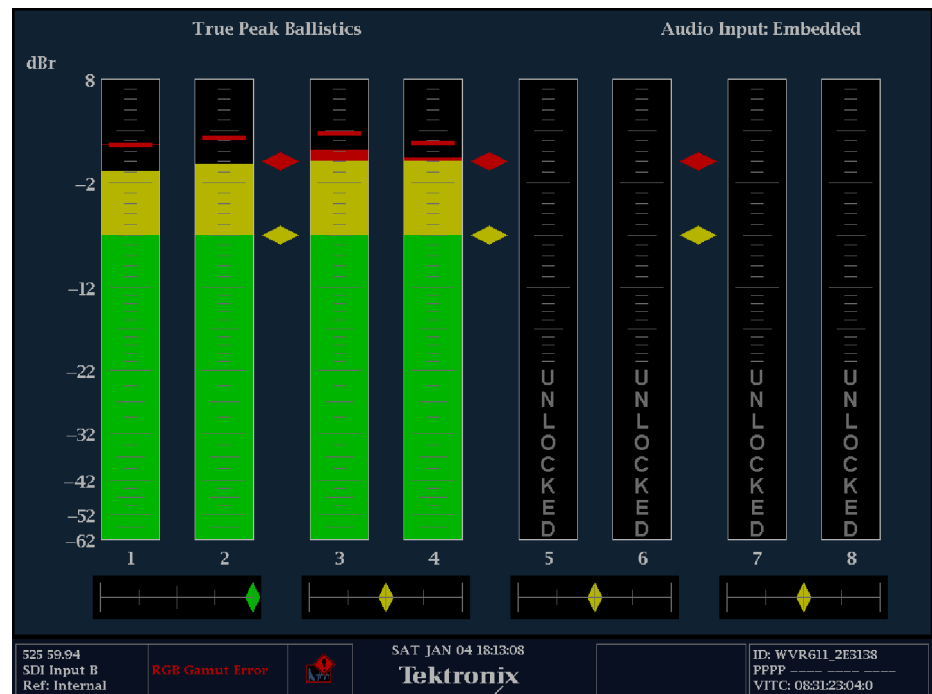 True Peak Ballistics
Audio Input: Embedded
dBr
8
–2
–12
–22
–32
–42
–52
–62
UNLOCKED
UNLOCKED
UNLOCKED
UNLOCKED
1 2 3 4 5 6 7 8
525 59.94
SDI Input B
Ref: Internal
RGB Gamut Error
SAT JAN 04 18:13:08
Tektronix
ID: WVR611_2E3138
PPPP –––– –––– ––––
VITC: 08:31:23:04:0